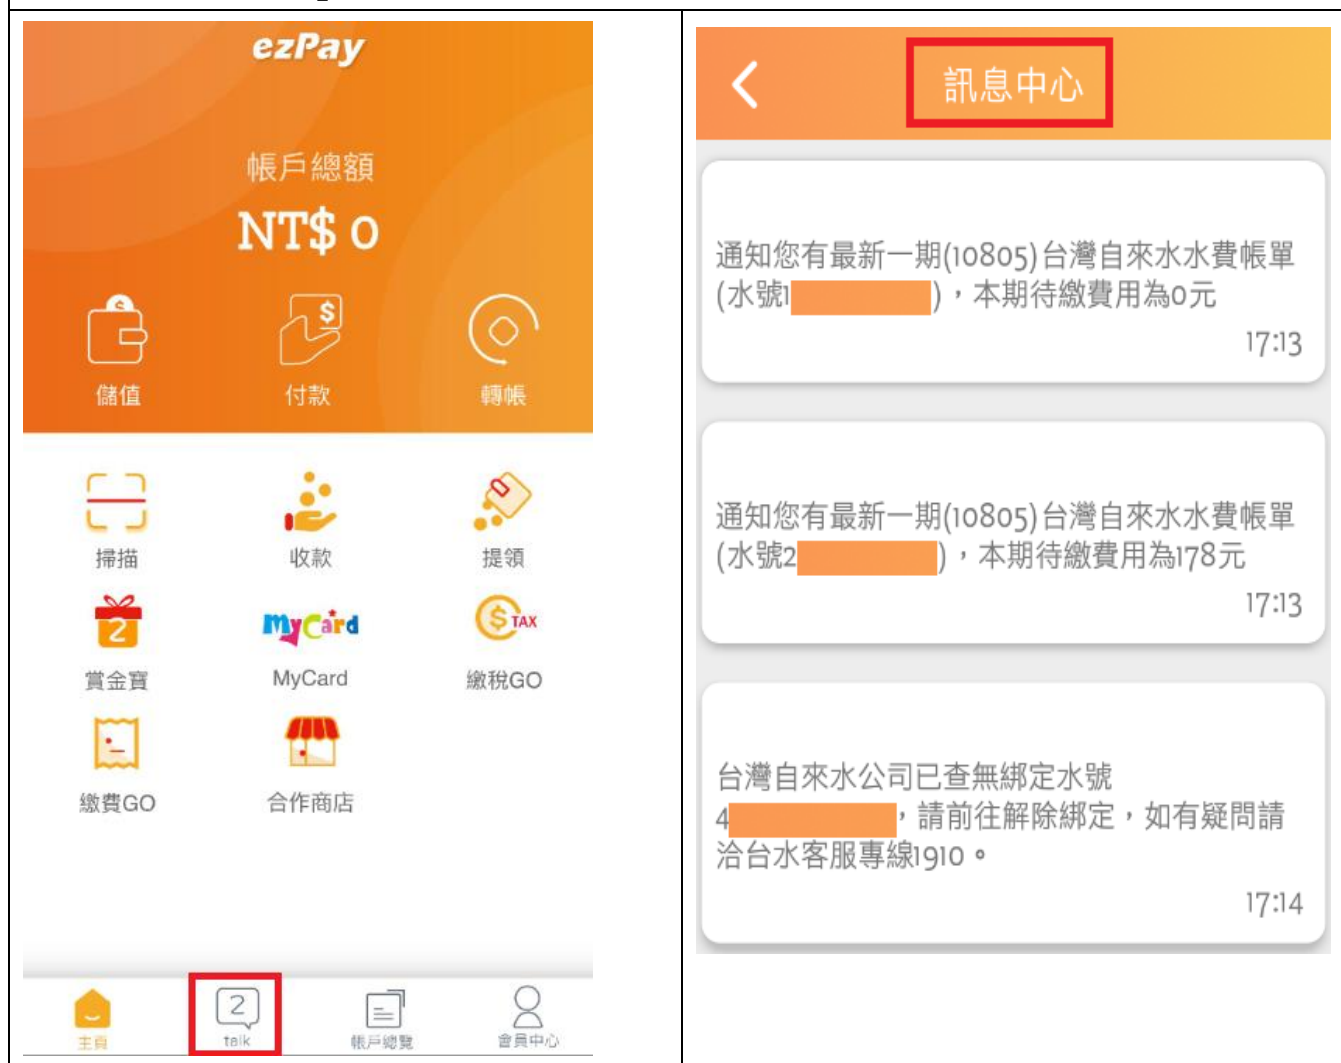 ezPay
帳戶總額
NT$ 0
儲值
付款
轉帳
掃描
收款
提領
2
MyCard
TAX
賞金寶
MyCard
繳稅GO
繳費GO
合作商店
主頁
2
talk
帳戶總覽
會員中心
訊息中心
通知您有最新一期(10805)台灣自來水水費帳單
(水號1 ),本期待繳費用為0元
17:13
通知您有最新一期(10805)台灣自來水水費帳單
(水號2 ),本期待繳費用為178元
17:13
台灣自來水公司已查無綁定水號
4 ,請前往解除綁定,如有疑問請
洽台水客服專線1910。
17:14